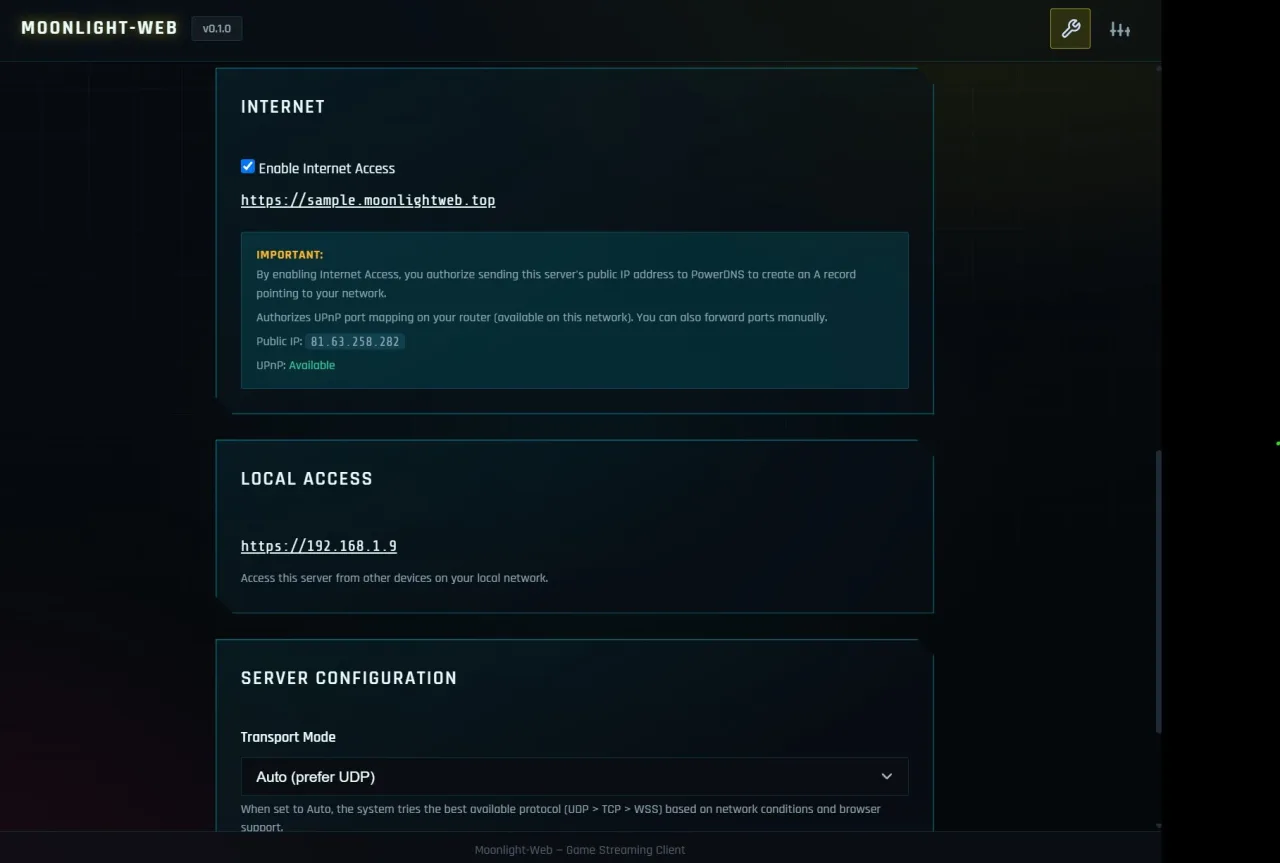 MOONLIGHT-WEB v0.1.0
INTERNET
Enable Internet Access
https://sample.moonlightweb.top
IMPORTANT:
By enabling Internet Access, you authorize sending this server's public IP address to PowerDNS to create an A record
pointing to your network.
Authorizes UPnP port mapping on your router (available on this network). You can also forward ports manually.
Public IP: 81.63.258.282
UPnP: Available
LOCAL ACCESS
https://192.168.1.9
Access this server from other devices on your local network.
SERVER CONFIGURATION
Transport Mode
Auto (prefer UDP)
When set to Auto, the system tries the best available protocol (UDP > TCP > WSS) based on network conditions and browser
support.
Moonlight-Web – Game Streaming Client